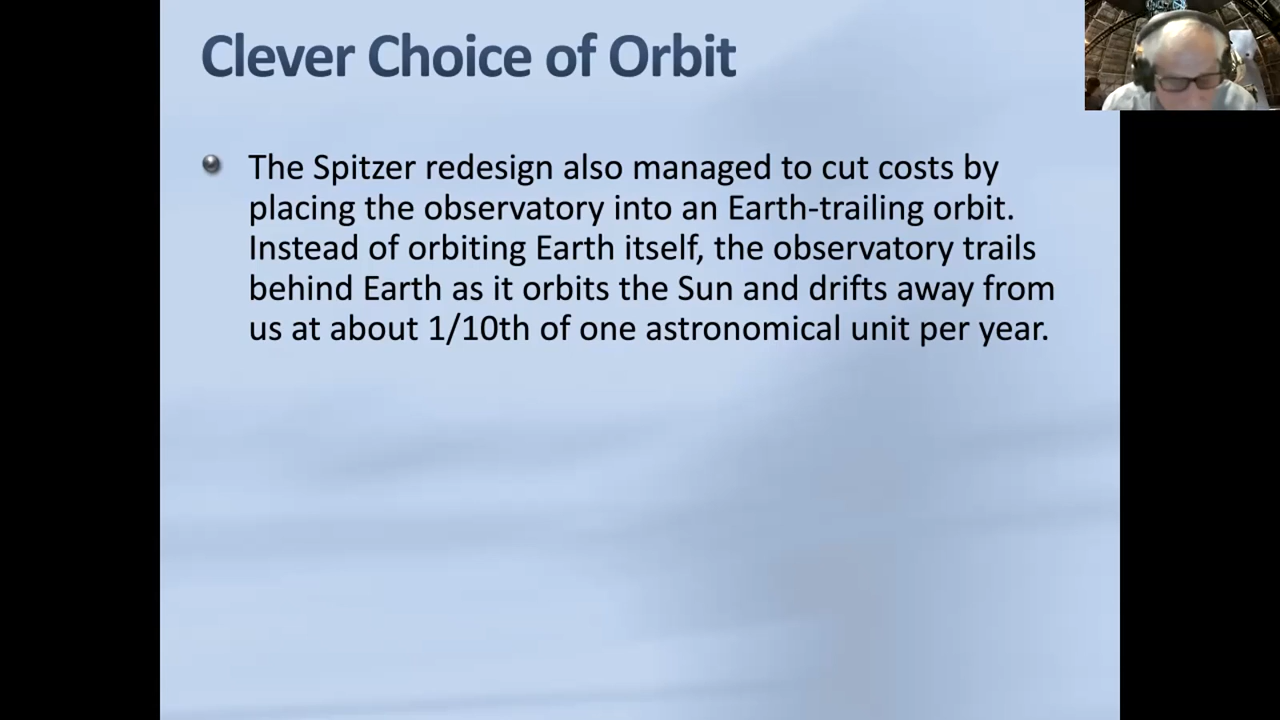 Clever Choice of Orbit
The Spitzer redesign also managed to cut costs by
placing the observatory into an Earth-trailing orbit.
Instead of orbiting Earth itself, the observatory trails
behind Earth as it orbits the Sun and drifts away from
us at about 1/10th of one astronomical unit per year.